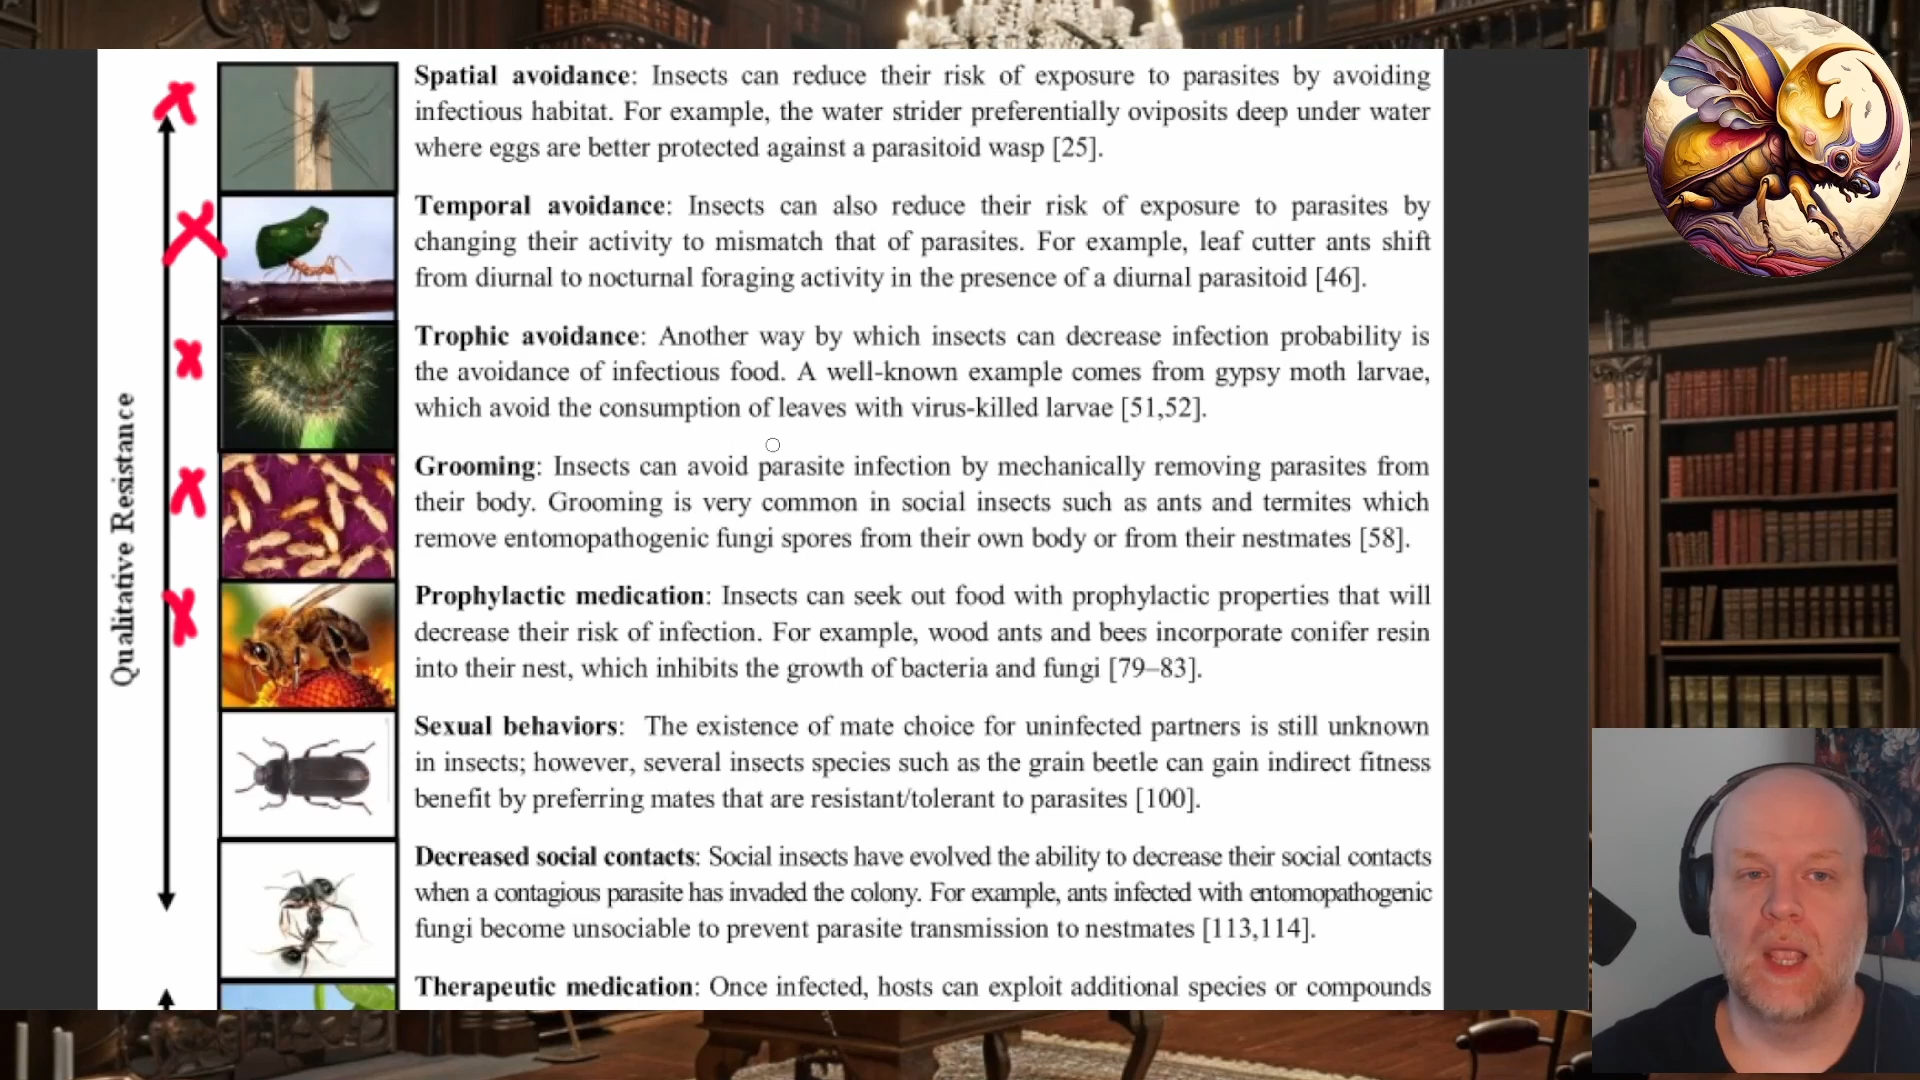 Qualitative Resistance
Spatial avoidance: Insects can reduce their risk of exposure to parasites by avoiding
infectious habitat. For example, the water strider preferentially oviposits deep under water
where eggs are better protected against a parasitoid wasp [25].
Temporal avoidance: Insects can also reduce their risk of exposure to parasites by
changing their activity to mismatch that of parasites. For example, leaf cutter ants shift
from diurnal to nocturnal foraging activity in the presence of a diurnal parasitoid [46].
Trophic avoidance: Another way by which insects can decrease infection probability is
the avoidance of infectious food. A well-known example comes from gypsy moth larvae,
which avoid the consumption of leaves with virus-killed larvae [51,52].
Grooming: Insects can avoid parasite infection by mechanically removing parasites from
their body. Grooming is very common in social insects such as ants and termites which
remove entomopathogenic fungi spores from their own body or from their nestmates [58].
Prophylactic medication: Insects can seek out food with prophylactic properties that will
decrease their risk of infection. For example, wood ants and bees incorporate conifer resin
into their nest, which inhibits the growth of bacteria and fungi [79–83].
Sexual behaviors: The existence of mate choice for uninfected partners is still unknown
in insects; however, several insects species such as the grain beetle can gain indirect fitness
benefit by preferring mates that are resistant/tolerant to parasites [100].
Decreased social contacts: Social insects have evolved the ability to decrease their social contacts
when a contagious parasite has invaded the colony. For example, ants infected with entomopathogenic
fungi become unsociable to prevent parasite transmission to nestmates [113,114].
Therapeutic medication: Once infected, hosts can exploit additional species or compounds